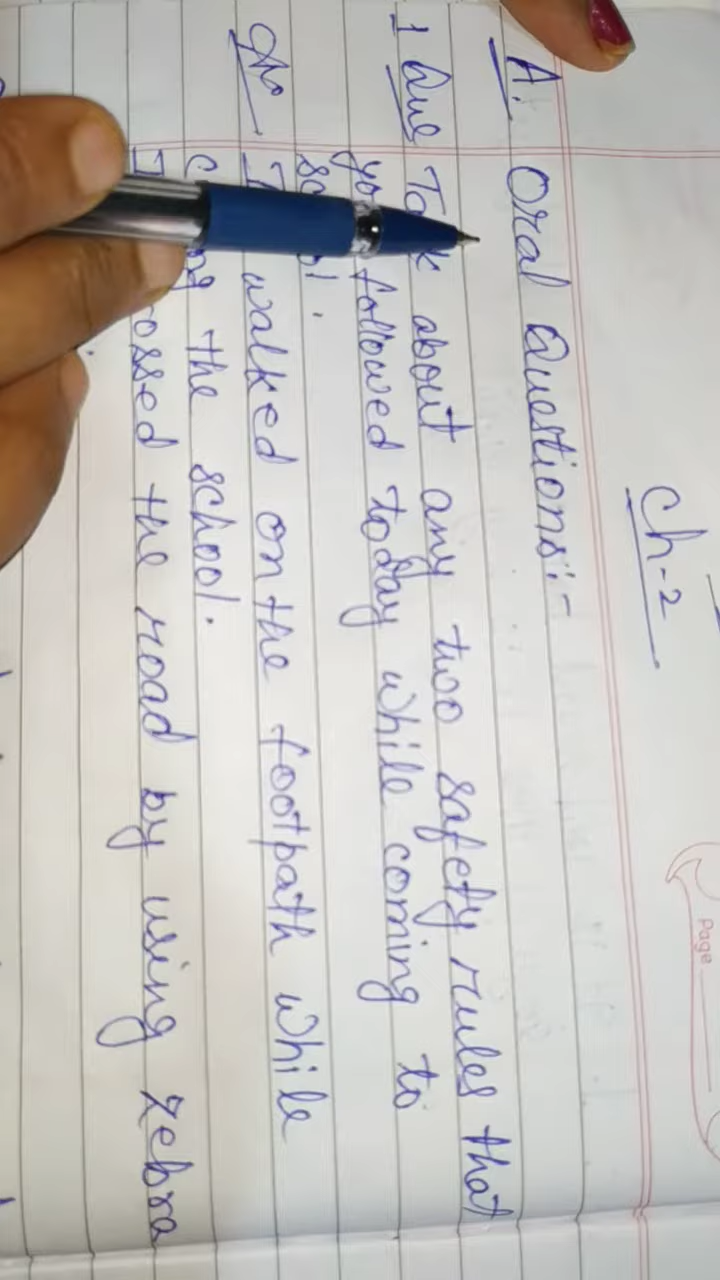 Page
Ch-2
A. Oral Questions:-
1 Que Talk about any two safety rules that
you followed today while coming to
school.
Ans I walked on the footpath while
the school.
crossed the road by using zebra